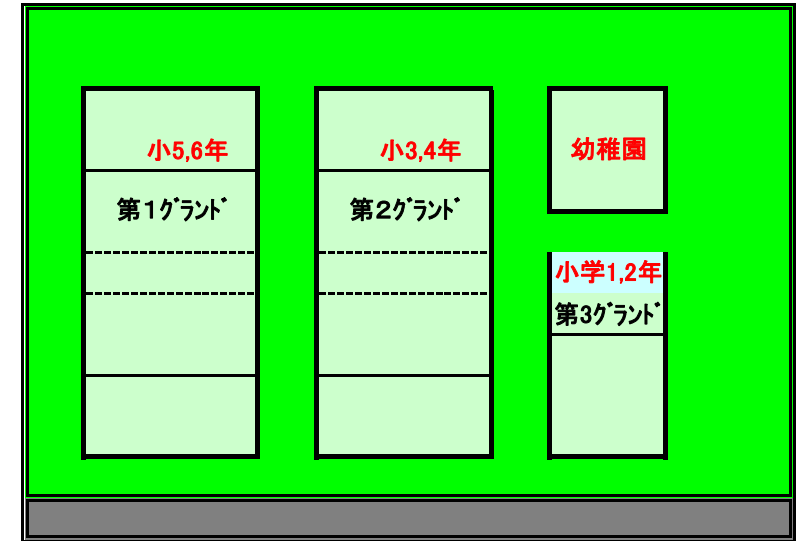 小5,6年
第1ｸﾞﾗﾝﾄﾞ
小3,4年
第2ｸﾞﾗﾝﾄﾞ
幼稚園
小学1,2年
第3ｸﾞﾗﾝﾄﾞ